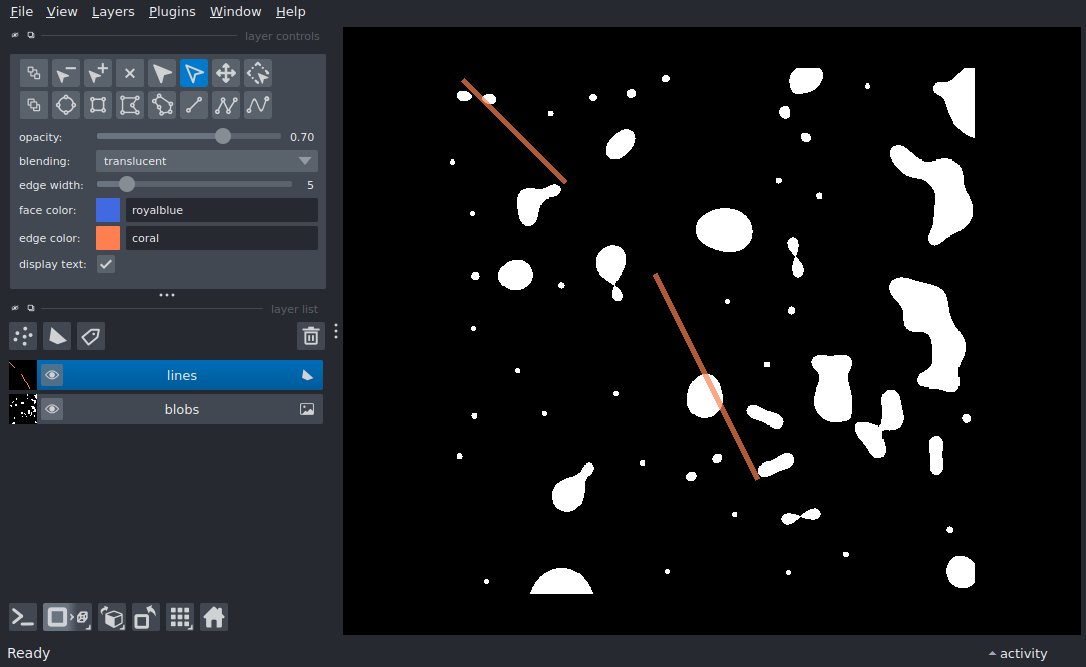 File View Layers Plugins Window Help
layer controls
opacity: 0.70
blending: translucent
edge width: 5
face color: royalblue
edge color: coral
display text:
layer list
lines
blobs
Ready activity